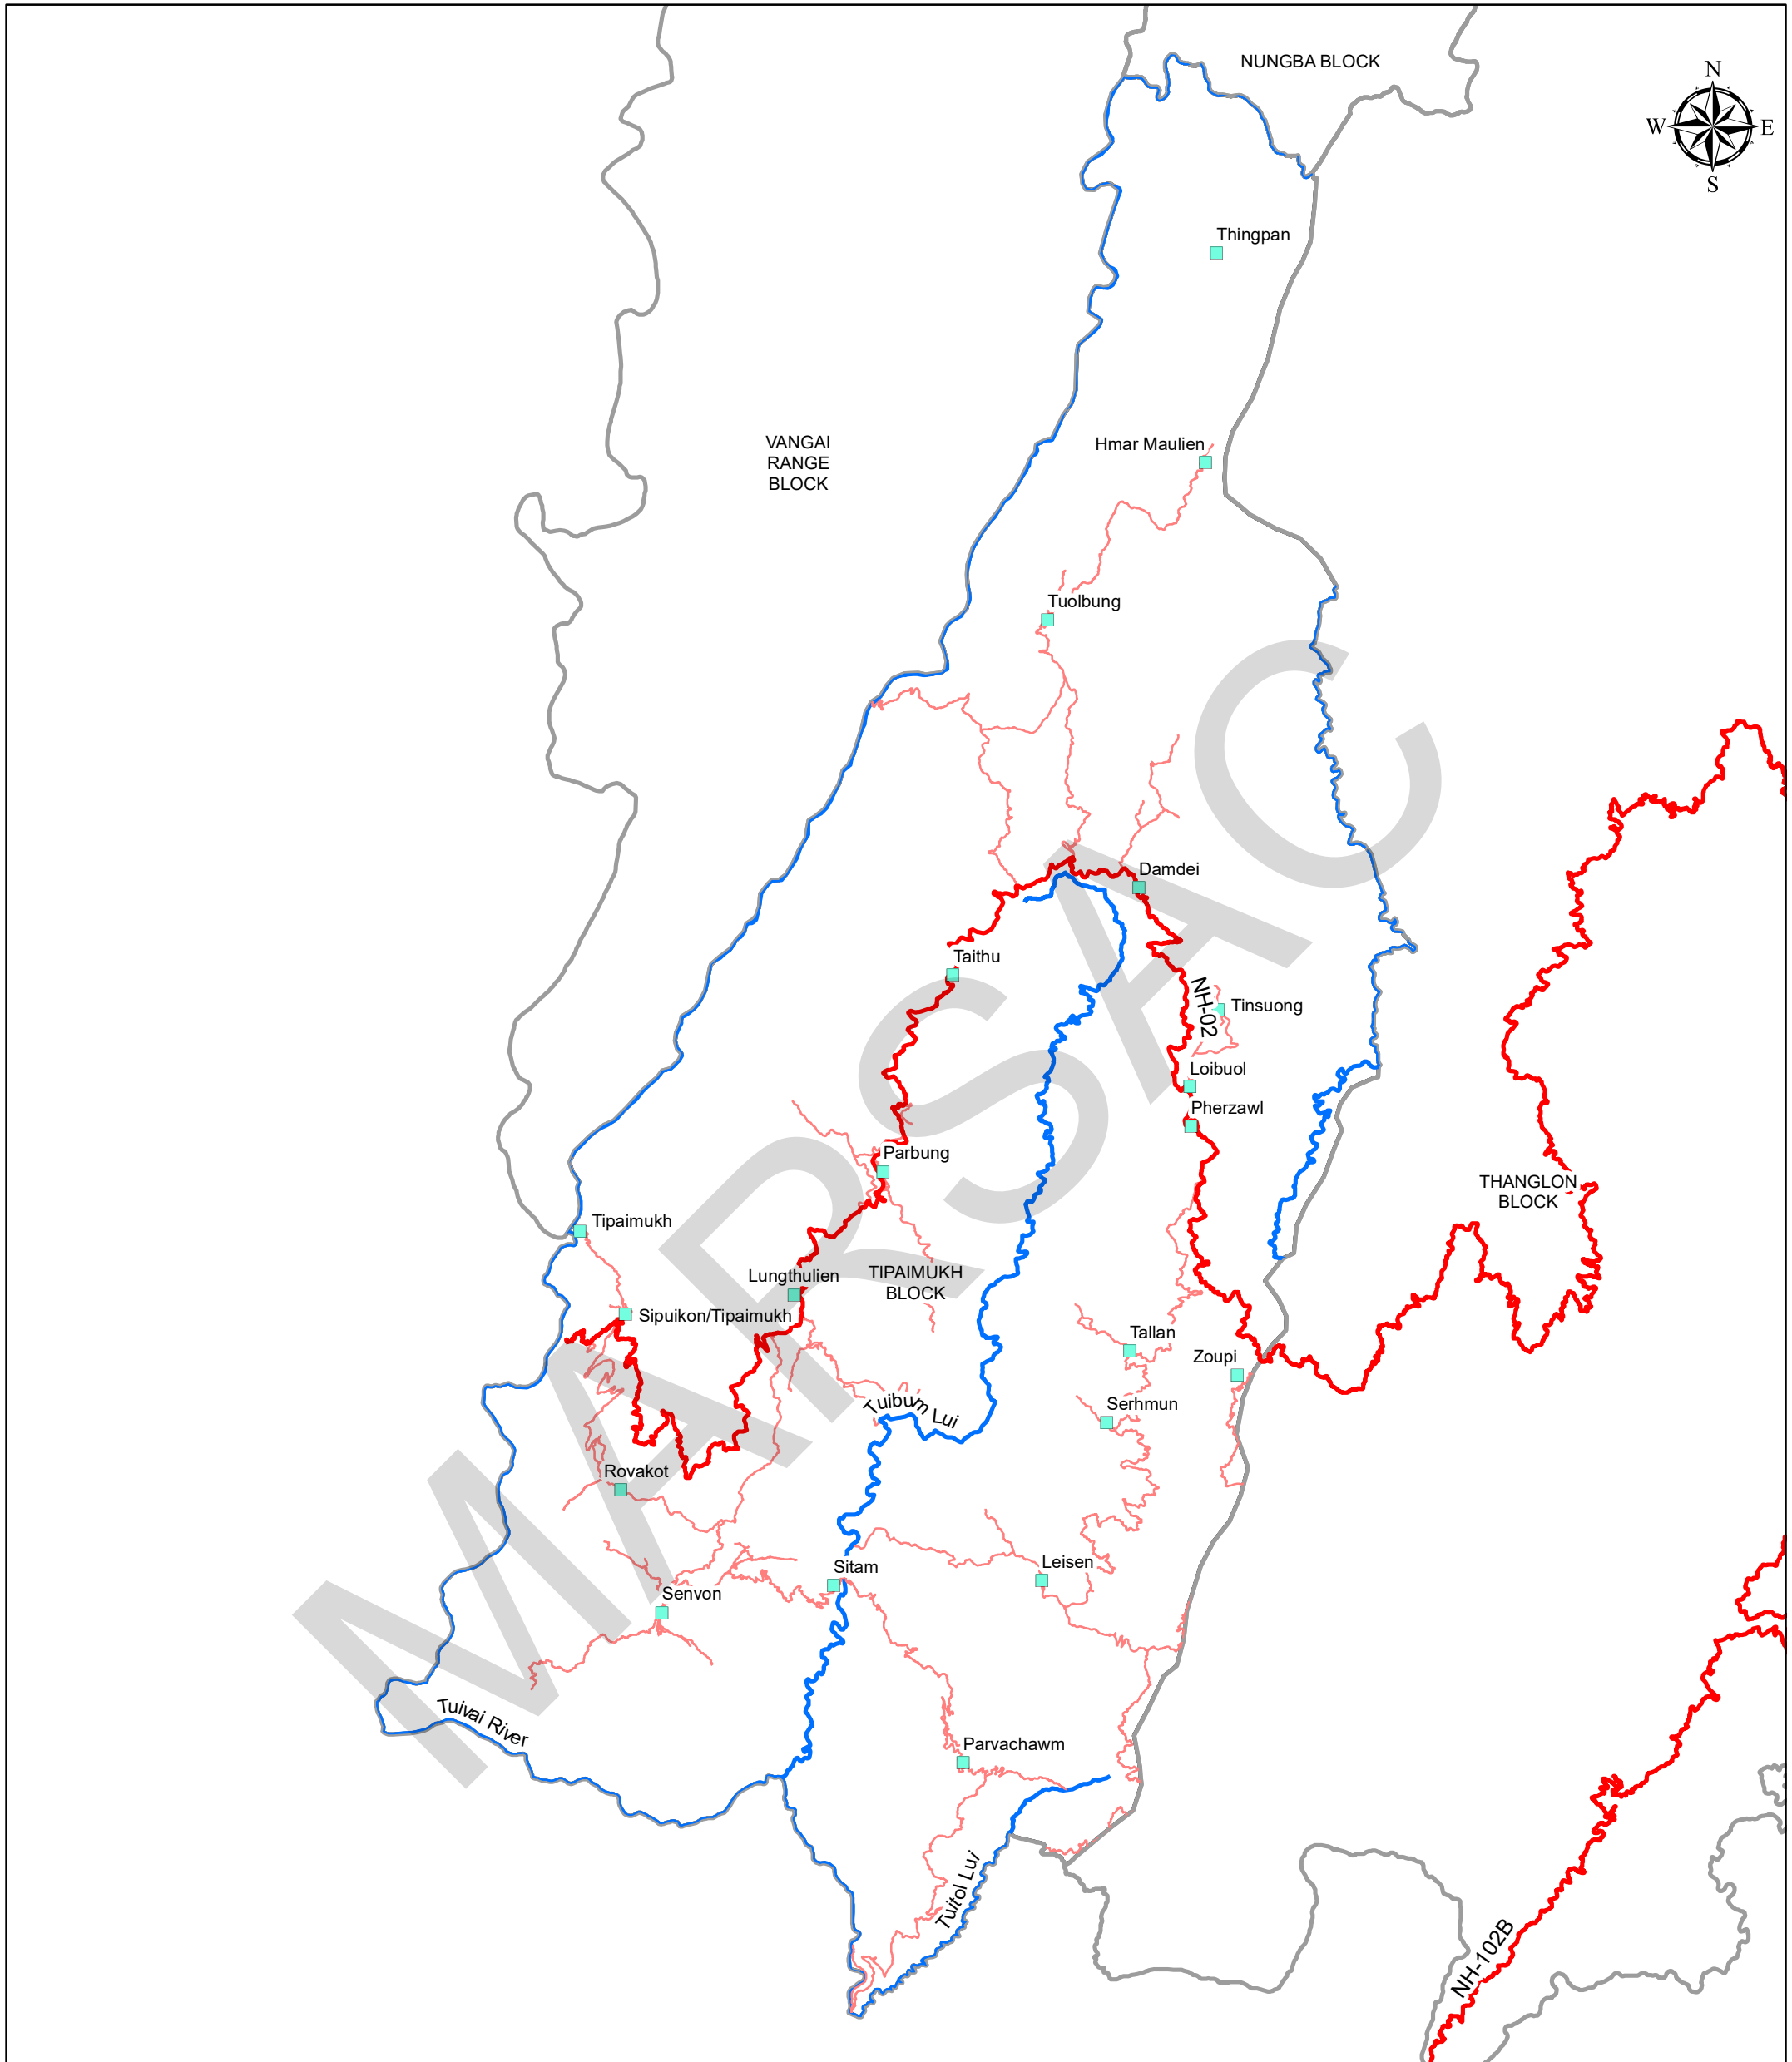 NUNGBA BLOCK
N
W
E
S
Thingpan
VANGAI
RANGE
BLOCK
Hmar Maulien
Tuolbung
Damdei
Taithu
NH-02
Tinsuong
Loibuol
Pherzawl
Parbung
THANGLON
BLOCK
Tipaimukh
Lungthulien
TIPAIMUKH
BLOCK
Sipuikon/Tipaimukh
Tallan
Zoupi
Tuibum Lui
Serhmun
Rovakot
Sitam
Leisen
Senvon
Tuivai River
Parvachawm
Tuitol Lui
NH-102B
MARSAC